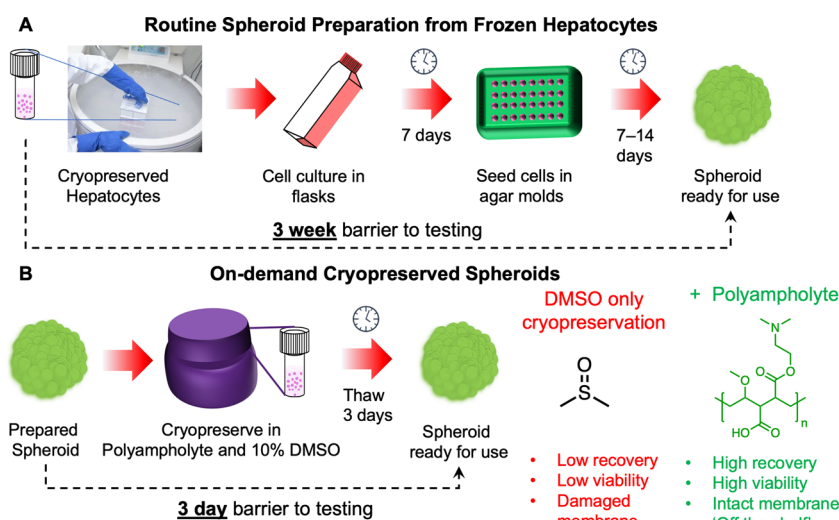 A
Routine Spheroid Preparation from Frozen Hepatocytes
7 days
7–14
days
Cryopreserved
Hepatocytes
Cell culture in
flasks
Seed cells in
agar molds
Spheroid
ready for use
3 week barrier to testing
B
On-demand Cryopreserved Spheroids
Prepared
Spheroid
Cryopreserve in
Polyampholyte and 10% DMSO
Thaw
3 days
Spheroid
ready for use
3 day barrier to testing
DMSO only
cryopreservation
O
S
• Low recovery
• Low viability
• Damaged
membrane
+ Polyampholyte
N
O
O
O
n
HO
O
• High recovery
• High viability
• Intact membrane